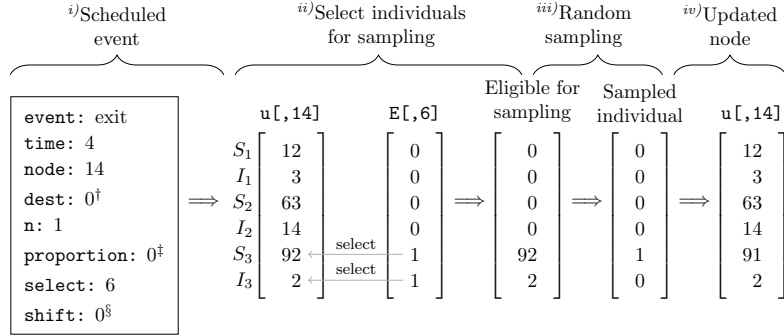 i)Scheduled event
ii)Select individuals for sampling
iii)Random sampling
iv)Updated node
event: exit
time: 4
node: 14
dest: 0†
n: 1
proportion: 0‡
select: 6
shift: 0§
⟹
u[,14]
S1 12
I1 3
S2 63
I2 14
S3 92
I3 2
select
select
E[,6]
0
0
0
0
1
1
⟹
Eligible for sampling
0
0
0
0
92
2
⟹
Sampled individual
0
0
0
0
1
0
⟹
u[,14]
12
3
63
14
91
2